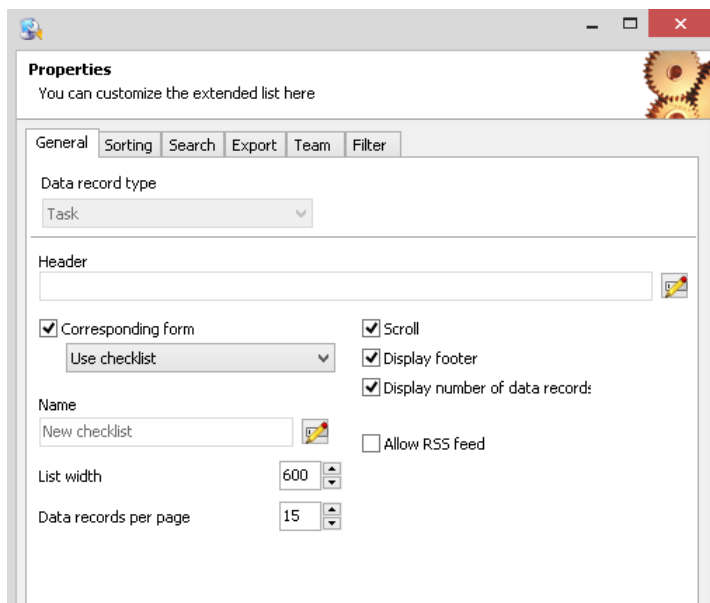 Properties
You can customize the extended list here
General Sorting Search Export Team Filter
Data record type
Task
Header
Corresponding form
Scroll
Use checklist
Display footer
Display number of data records
Name
New checklist
Allow RSS feed
List width 600
Data records per page 15